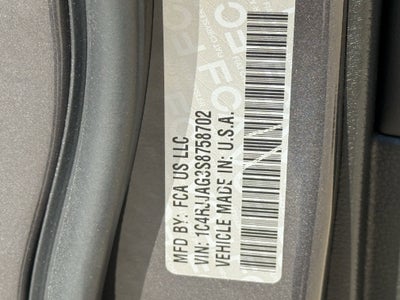 MFD BY: FCA US LLC
VIN: 1C4RJJAG3S8758702
VEHICLE MADE IN: U.S.A.